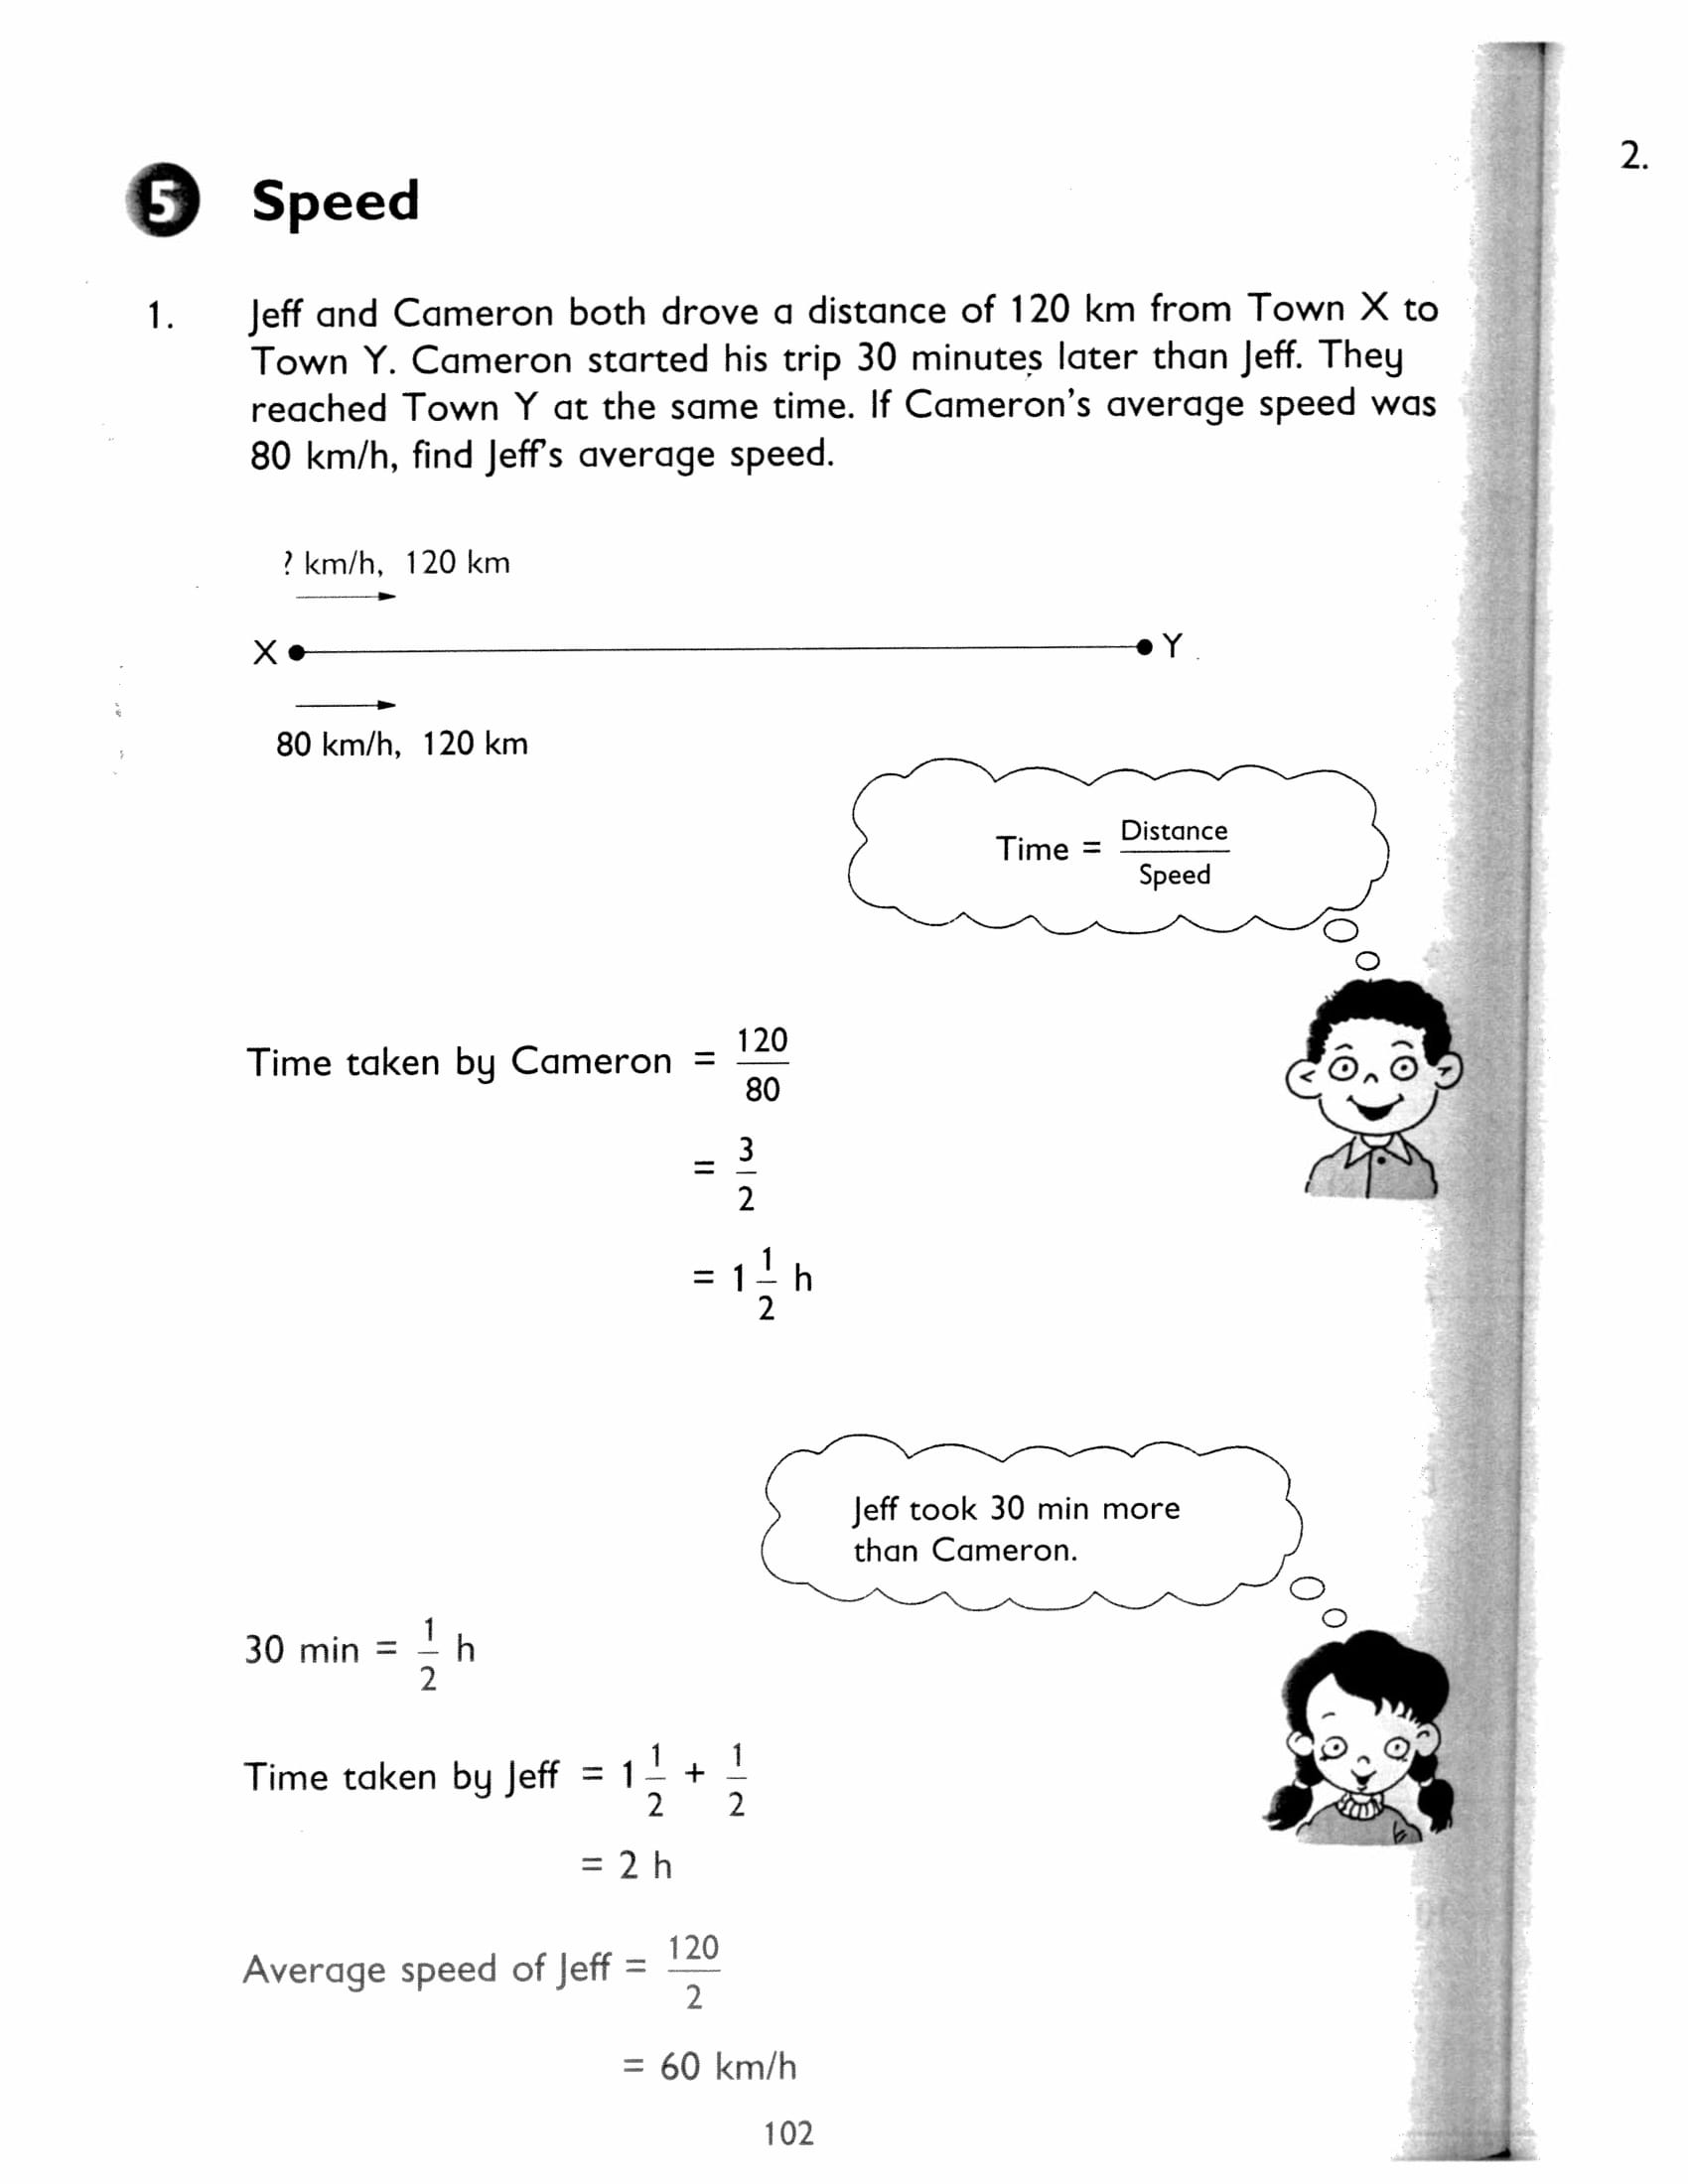 5 Speed
2.
1. Jeff and Cameron both drove a distance of 120 km from Town X to
Town Y. Cameron started his trip 30 minutes later than Jeff. They
reached Town Y at the same time. If Cameron's average speed was
80 km/h, find Jeff's average speed.
? km/h, 120 km
X Y
80 km/h, 120 km
Time = Distance / Speed
Time taken by Cameron = 120/80
= 3/2
= 1 1/2 h
Jeff took 30 min more
than Cameron.
30 min = 1/2 h
Time taken by Jeff = 1 1/2 + 1/2
= 2 h
Average speed of Jeff = 120/2
= 60 km/h
102